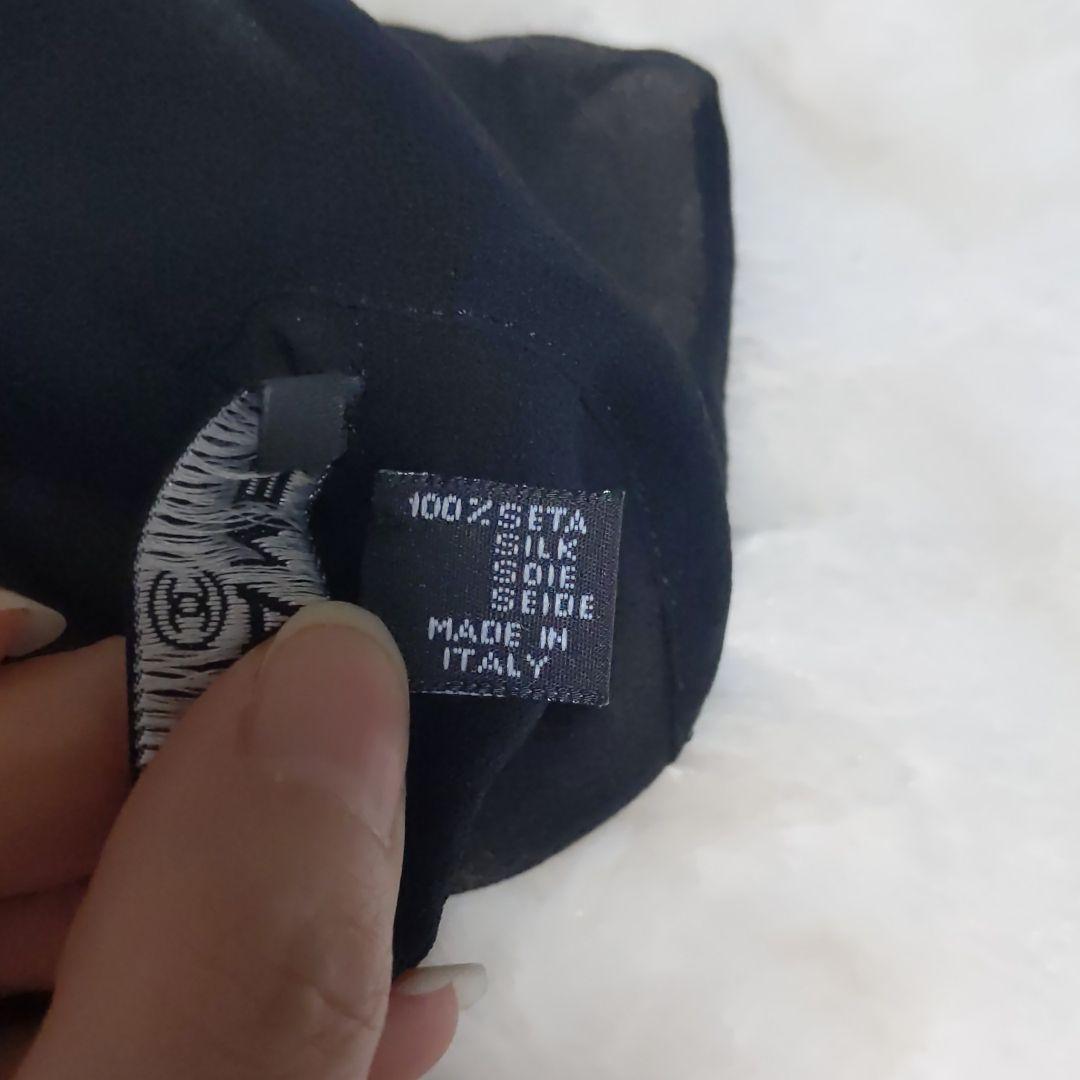 100% SETA
SILK
SOIE
SEIDE
MADE IN
ITALY